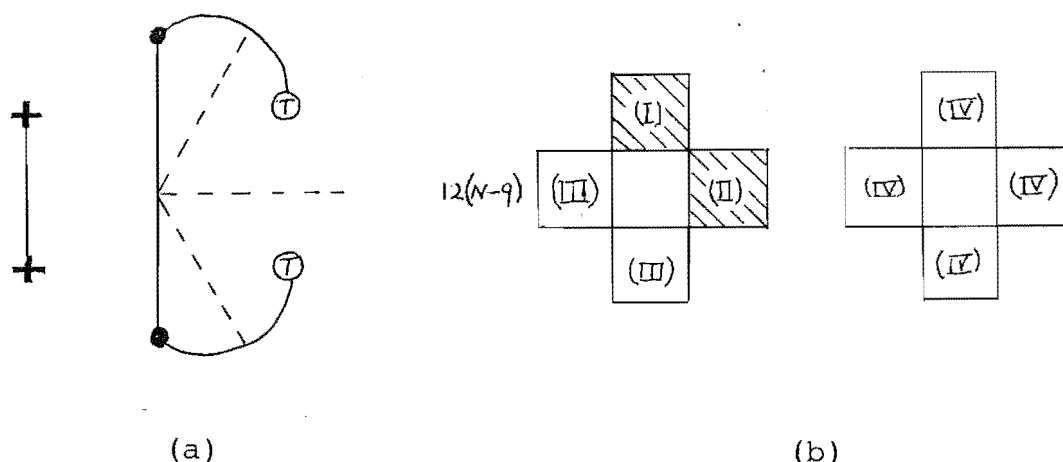 T
T
(a)
(I)
12(N-9) (III) (II)
(III)
(IV)
(IV) (IV)
(IV)
(b)